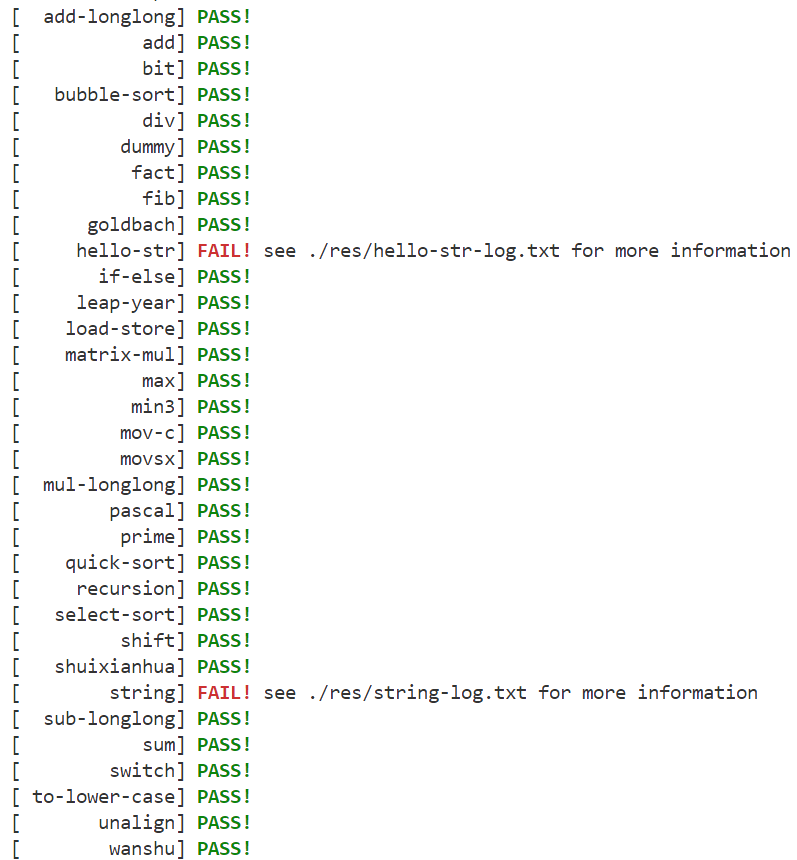 [  add-longlong] PASS!
[           add] PASS!
[           bit] PASS!
[   bubble-sort] PASS!
[           div] PASS!
[         dummy] PASS!
[          fact] PASS!
[           fib] PASS!
[      goldbach] PASS!
[     hello-str] FAIL! see ./res/hello-str-log.txt for more information
[       if-else] PASS!
[     leap-year] PASS!
[    load-store] PASS!
[    matrix-mul] PASS!
[           max] PASS!
[          min3] PASS!
[         mov-c] PASS!
[         movsx] PASS!
[  mul-longlong] PASS!
[        pascal] PASS!
[         prime] PASS!
[    quick-sort] PASS!
[     recursion] PASS!
[   select-sort] PASS!
[         shift] PASS!
[   shuixianhua] PASS!
[        string] FAIL! see ./res/string-log.txt for more information
[  sub-longlong] PASS!
[           sum] PASS!
[        switch] PASS!
[ to-lower-case] PASS!
[       unalign] PASS!
[        wanshu] PASS!